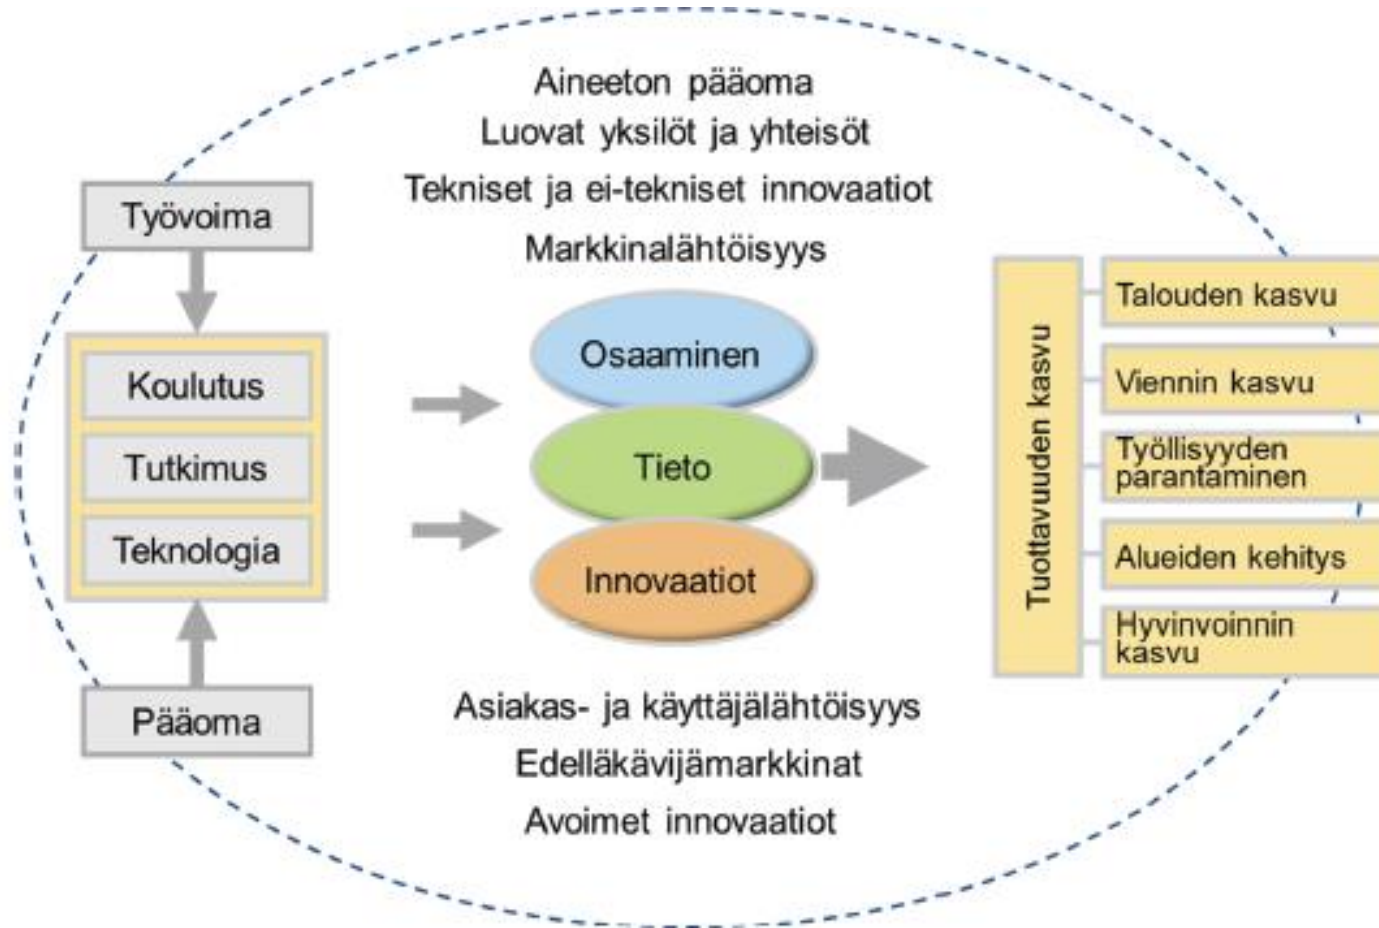 Aineeton pääoma
Luovat yksilöt ja yhteisöt
Tekniset ja ei-tekniset innovaatiot
Markkinalähtöisyys
Työvoima
Koulutus
Tutkimus
Teknologia
Pääoma
Osaaminen
Tieto
Innovaatiot
Asiakas- ja käyttäjälähtöisyys
Edelläkävijämarkkinat
Avoimet innovaatiot
Tuottavuuden kasvu
Talouden kasvu
Viennin kasvu
Työllisyyden
parantaminen
Alueiden kehitys
Hyvinvoinnin
kasvu